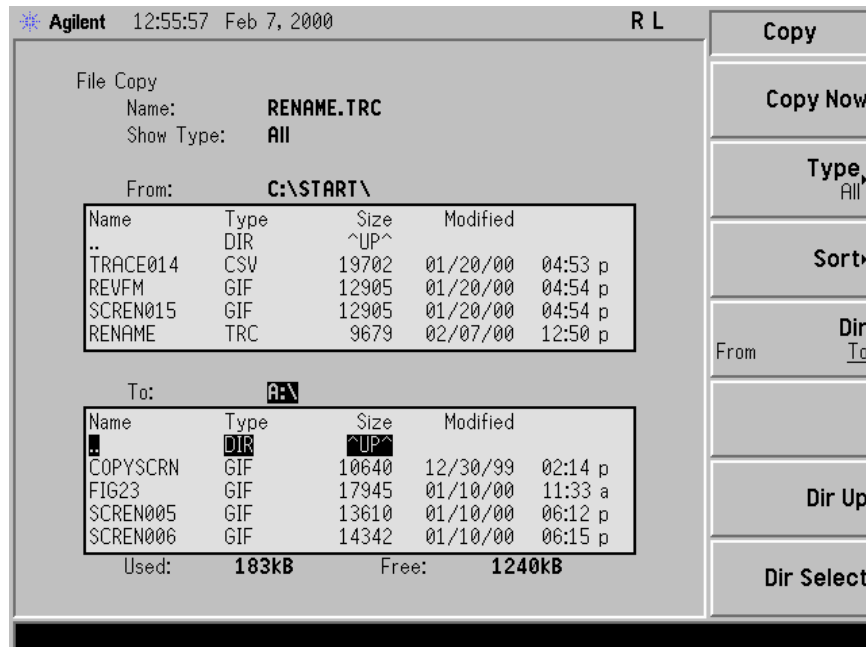 Agilent 12:55:57 Feb 7, 2000 R L
File Copy
Name: RENAME.TRC
Show Type: All
From: C:\START\
Name Type Size Modified
.. DIR ^UP^
TRACE014 CSV 19702 01/20/00 04:53 p
REVFM GIF 12905 01/20/00 04:54 p
SCREN015 GIF 12905 01/20/00 04:54 p
RENAME TRC 9679 02/07/00 12:50 p
To: A:\
Name Type Size Modified
.. DIR ^UP^
COPYSCRN GIF 10640 12/30/99 02:14 p
FIG23 GIF 17945 01/10/00 11:33 a
SCREN005 GIF 13610 01/10/00 06:12 p
SCREN006 GIF 14342 01/10/00 06:15 p
Used: 183kB Free: 1240kB
Copy
Copy Now
Type
All
Sort
Dir
From To
Dir Up
Dir Select